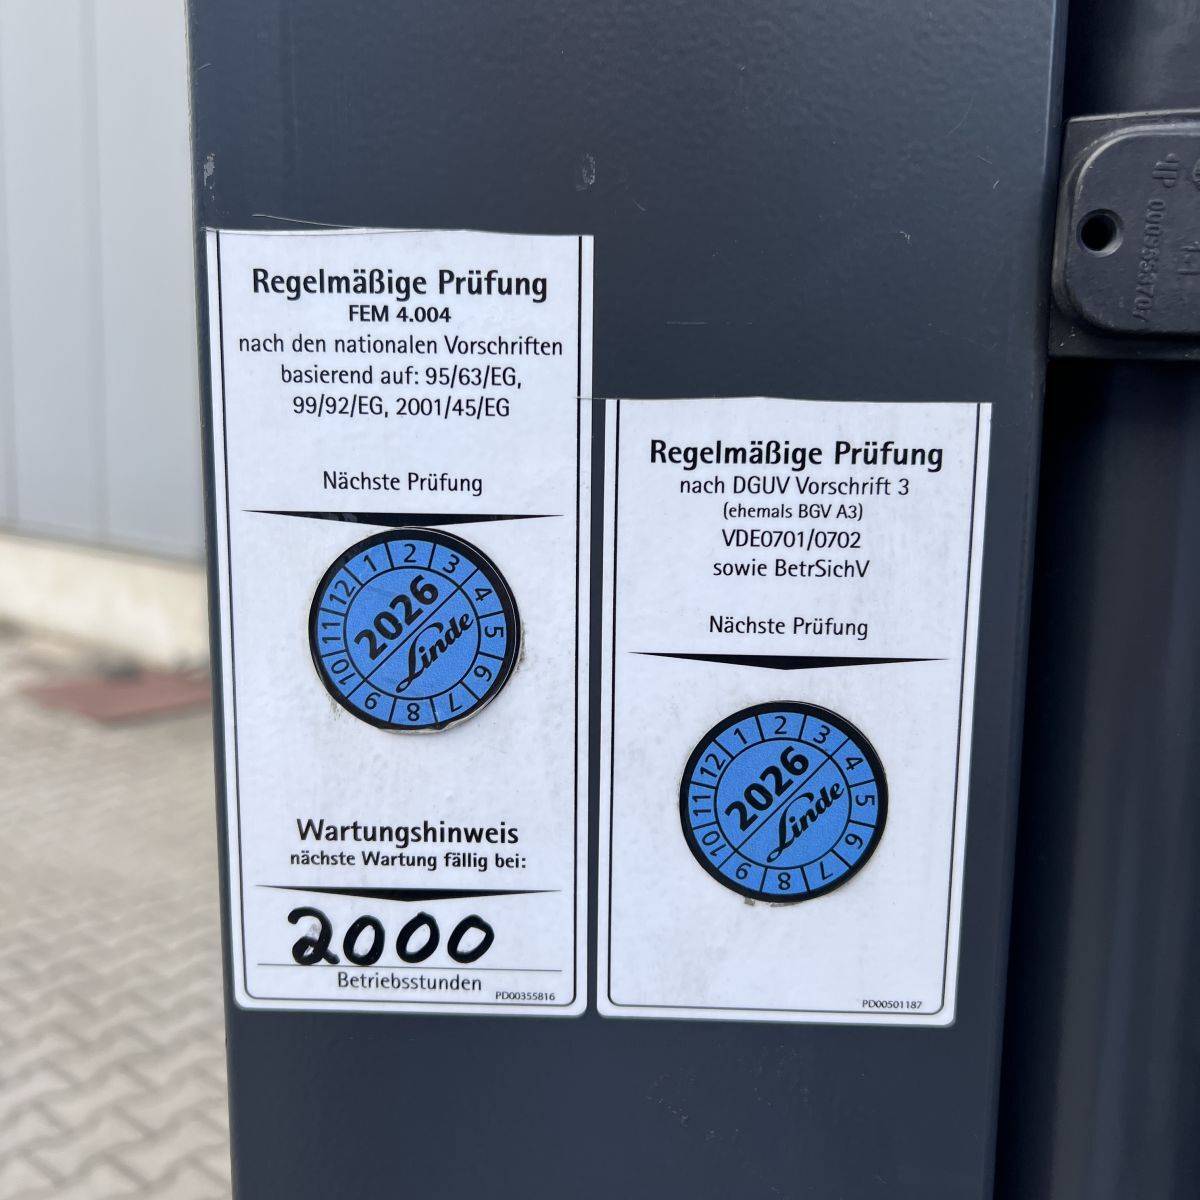 Regelmäßige Prüfung
FEM 4.004
nach den nationalen Vorschriften
basierend auf: 95/63/EG,
99/92/EG, 2001/45/EG
Nächste Prüfung
1 2 3 4 5 6 7 8 9 10 11 12
2026
Linde
Wartungshinweis
nächste Wartung fällig bei:
2000
Betriebsstunden
PD00355816
Regelmäßige Prüfung
nach DGUV Vorschrift 3
(ehemals BGV A3)
VDE0701/0702
sowie BetrSichV
Nächste Prüfung
1 2 3 4 5 6 7 8 9 10 11 12
2026
Linde
PD00501187